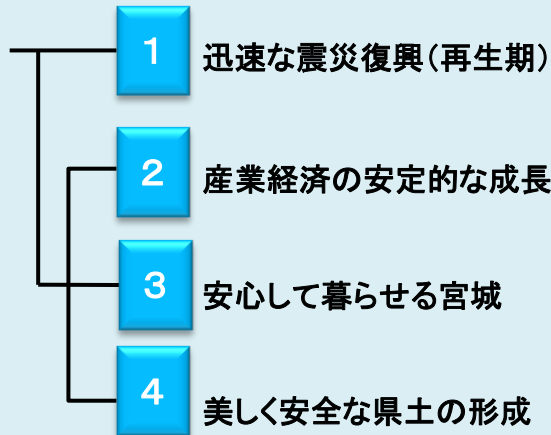 1 迅速な震災復興(再生期)
2 産業経済の安定的な成長
3 安心して暮らせる宮城
4 美しく安全な県土の形成